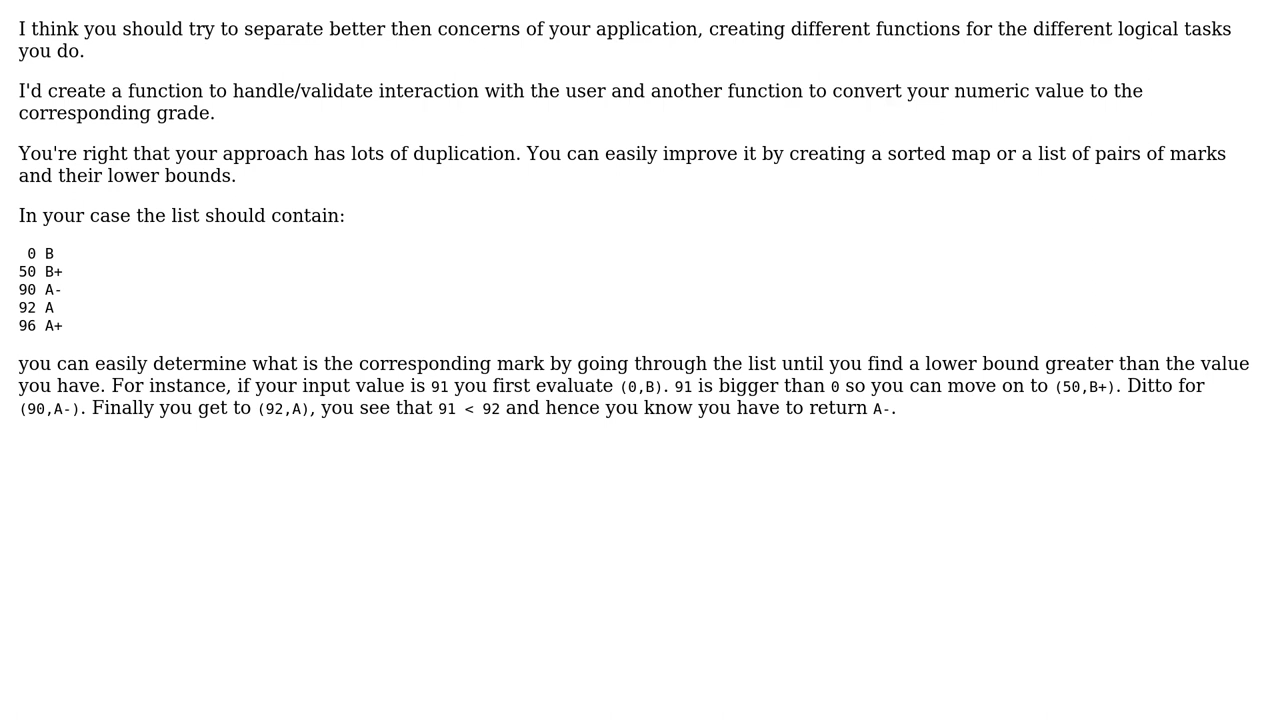 I think you should try to separate better then concerns of your application, creating different functions for the different logical tasks
you do.
I'd create a function to handle/validate interaction with the user and another function to convert your numeric value to the
corresponding grade.
You're right that your approach has lots of duplication. You can easily improve it by creating a sorted map or a list of pairs of marks
and their lower bounds.
In your case the list should contain:
0 B
50 B+
90 A-
92 A
96 A+
you can easily determine what is the corresponding mark by going through the list until you find a lower bound greater than the value
you have. For instance, if your input value is 91 you first evaluate (0,B). 91 is bigger than 0 so you can move on to (50,B+). Ditto for
(90,A-). Finally you get to (92,A), you see that 91 < 92 and hence you know you have to return A-.